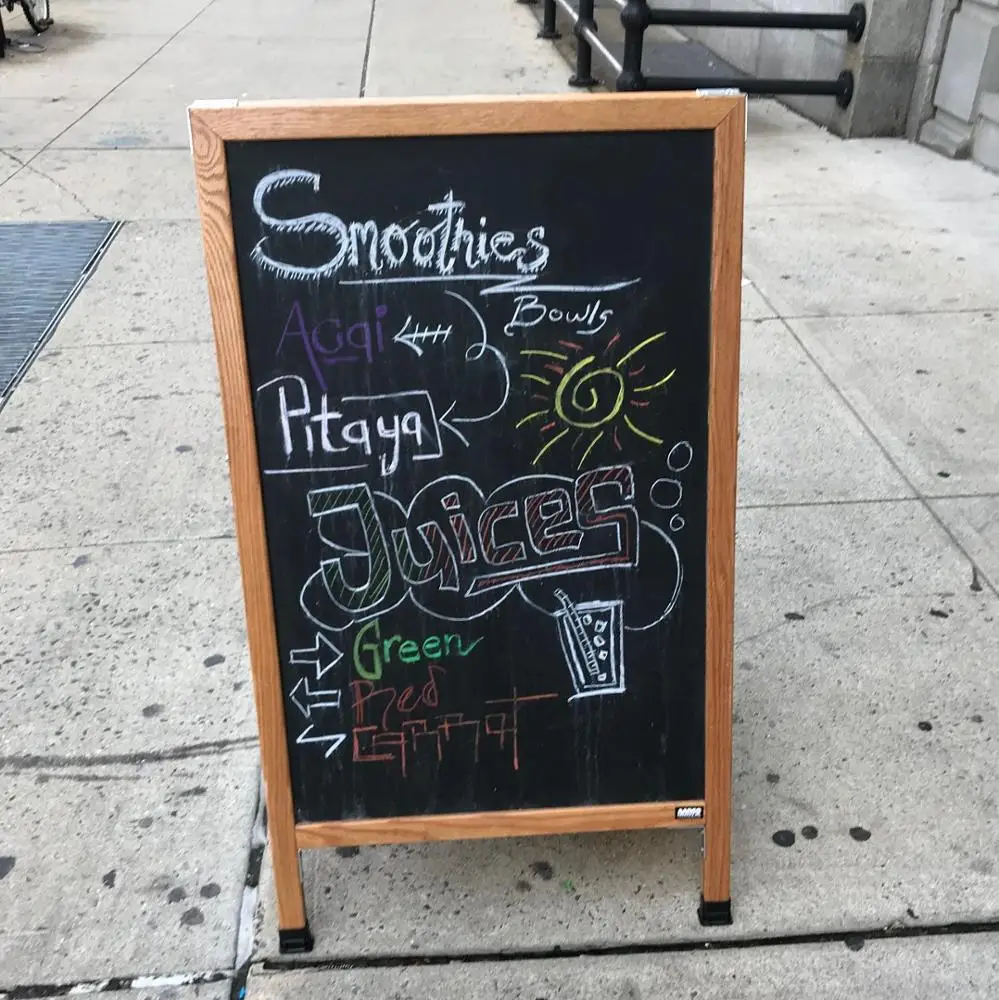 Smoothies
Bowls
Acai
Pitaya
Juices
Green
Red
Carrot